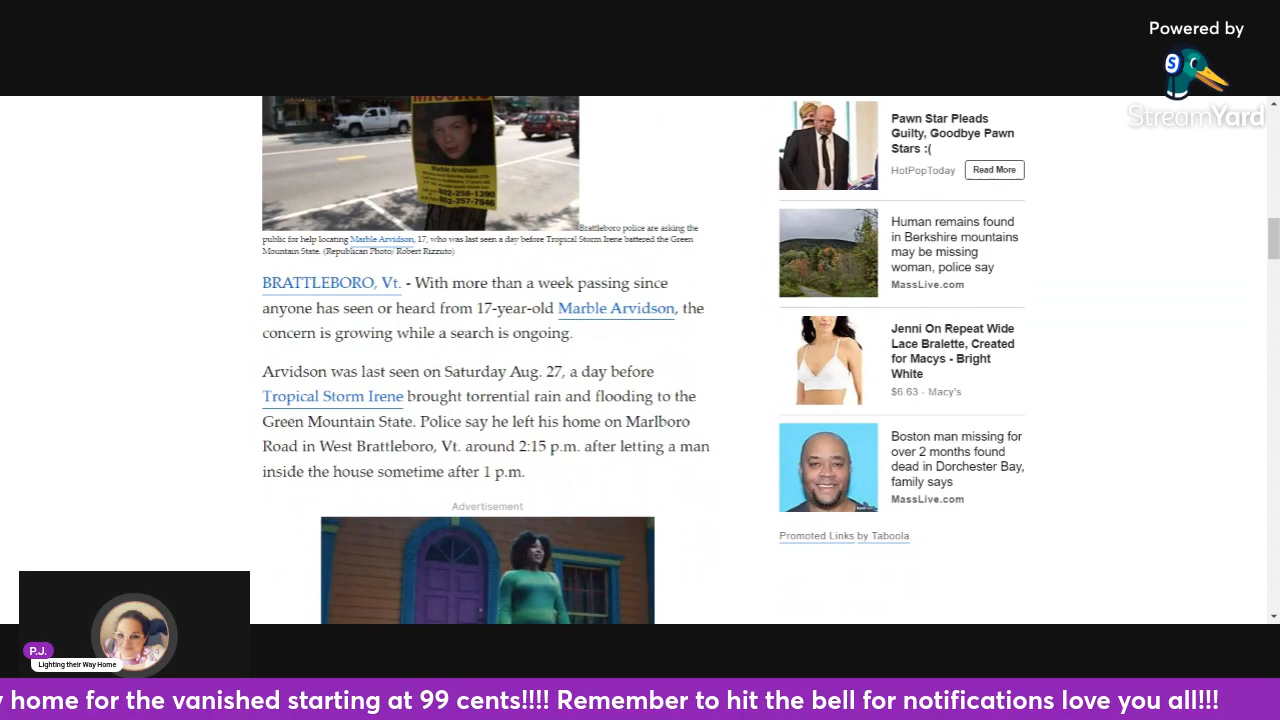 Powered by
S
StreamYard
MISSING
Marble Arvidson
802-258-1390
802-257-7946
Brattleboro police are asking the
public for help locating Marble Arvidson, 17, who was last seen a day before Tropical Storm Irene battered the Green
Mountain State. (Republican Photo/ Robert Rizzuto)
BRATTLEBORO, Vt. - With more than a week passing since
anyone has seen or heard from 17-year-old Marble Arvidson, the
concern is growing while a search is ongoing.
Arvidson was last seen on Saturday Aug. 27, a day before
Tropical Storm Irene brought torrential rain and flooding to the
Green Mountain State. Police say he left his home on Marlboro
Road in West Brattleboro, Vt. around 2:15 p.m. after letting a man
inside the house sometime after 1 p.m.
Advertisement
Pawn Star Pleads
Guilty, Goodbye Pawn
Stars :(
HotPopToday
Read More
Human remains found
in Berkshire mountains
may be missing
woman, police say
MassLive.com
Jenni On Repeat Wide
Lace Bralette, Created
for Macys - Bright
White
$6.63 - Macy's
Boston man missing for
over 2 months found
dead in Dorchester Bay,
family says
MassLive.com
Promoted Links by Taboola
P.J.
Lighting their Way Home
home for the vanished starting at 99 cents!!!! Remember to hit the bell for notifications love you all!!!